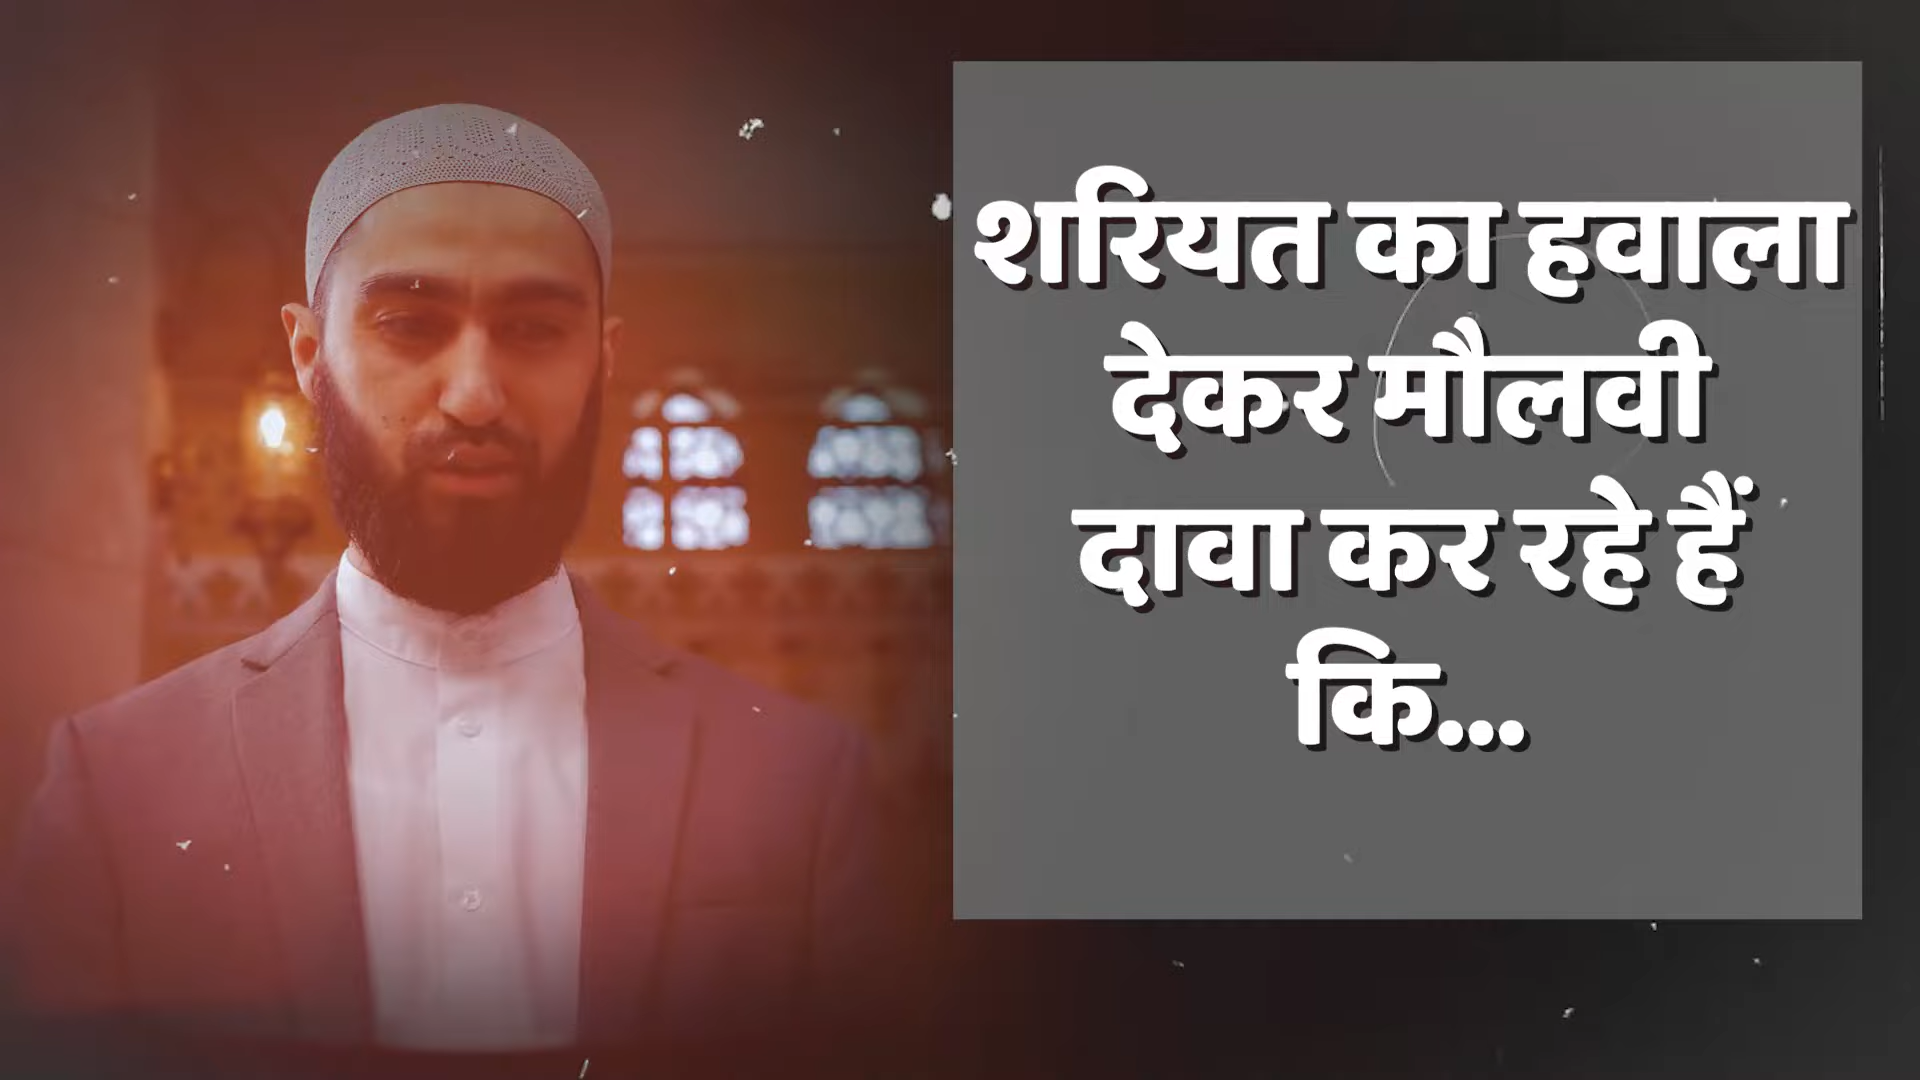 शरियत का हवाला
देकर मौलवी
दावा कर रहे हैं
कि...